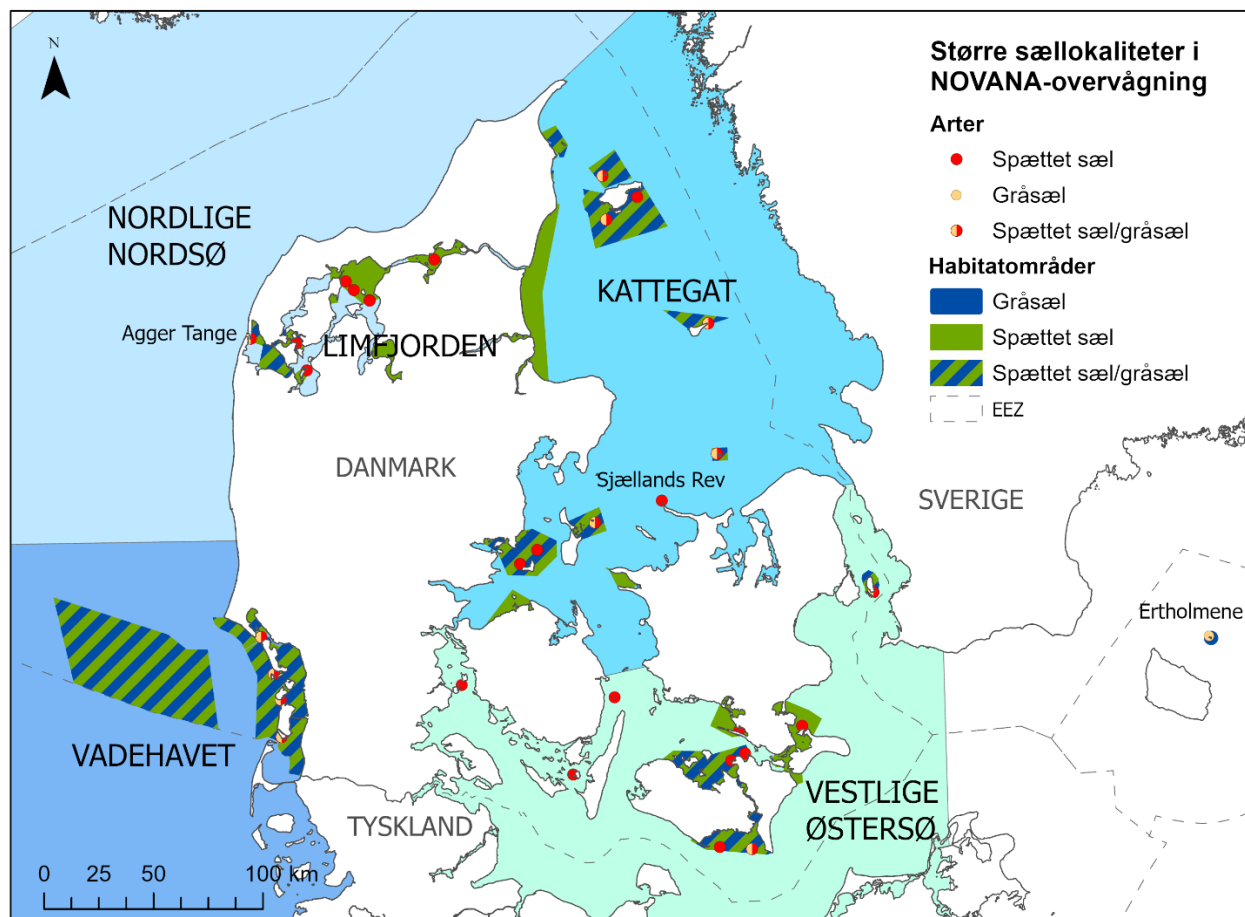 N
Større sællokaliteter i
NOVANA-overvågning
Arter
Spættet sæl
Gråsæl
Spættet sæl/gråsæl
Habitatområder
Gråsæl
Spættet sæl
Spættet sæl/gråsæl
EEZ
NORDLIGE
NORDSØ
KATTEGAT
Agger Tange
LIMFJORDEN
DANMARK
Sjællands Rev
SVERIGE
Ertholmene
VADEHAVET
VESTLIGE
ØSTERSØ
TYSKLAND
0 25 50 100 km